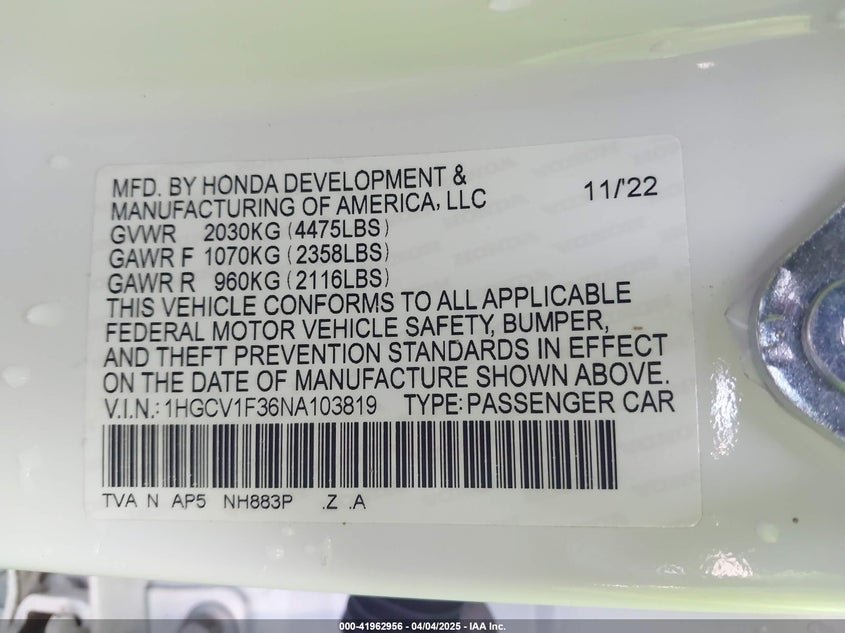 MFD. BY HONDA DEVELOPMENT &
MANUFACTURING OF AMERICA, LLC
11/'22
GVWR 2030KG (4475LBS)
GAWR F 1070KG (2358LBS)
GAWR R 960KG (2116LBS)
THIS VEHICLE CONFORMS TO ALL APPLICABLE
FEDERAL MOTOR VEHICLE SAFETY, BUMPER,
AND THEFT PREVENTION STANDARDS IN EFFECT
ON THE DATE OF MANUFACTURE SHOWN ABOVE.
V.I.N.: 1HGCV1F36NA103819 TYPE: PASSENGER CAR
TVA N AP5 NH883P .Z .A
000-41962956 - 04/04/2025 - IAA Inc.